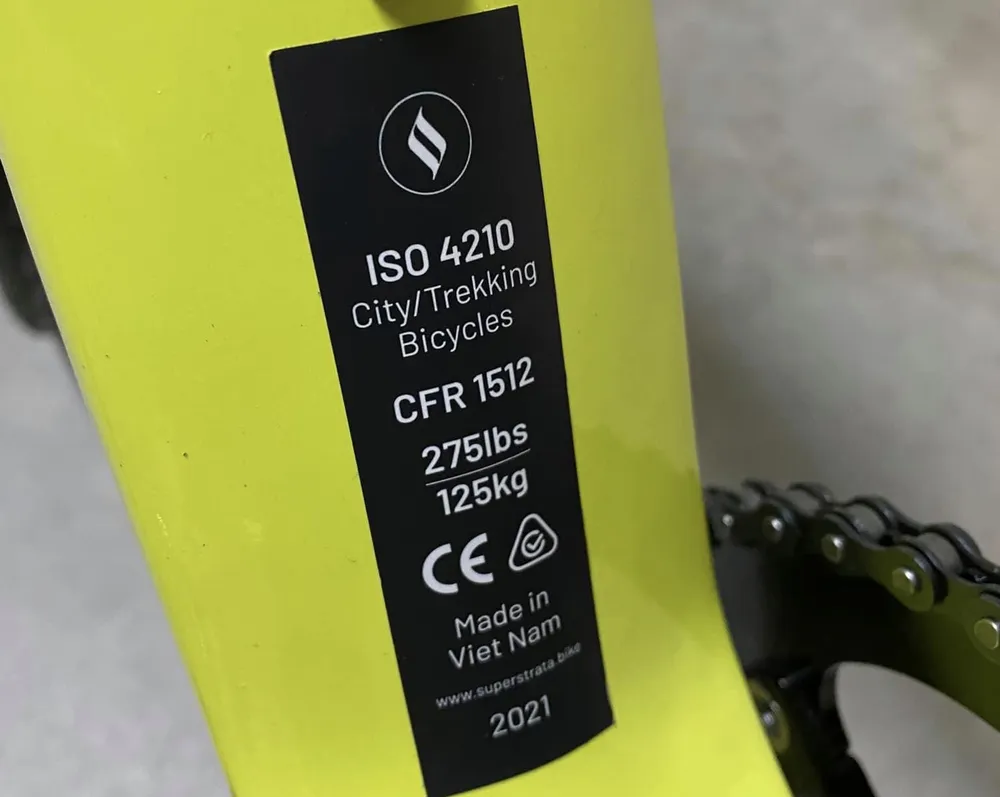 ISO 4210
City/Trekking
Bicycles
CFR 1512
275lbs
125kg
CE
Made in
Viet Nam
www.superstrata.bike
2021